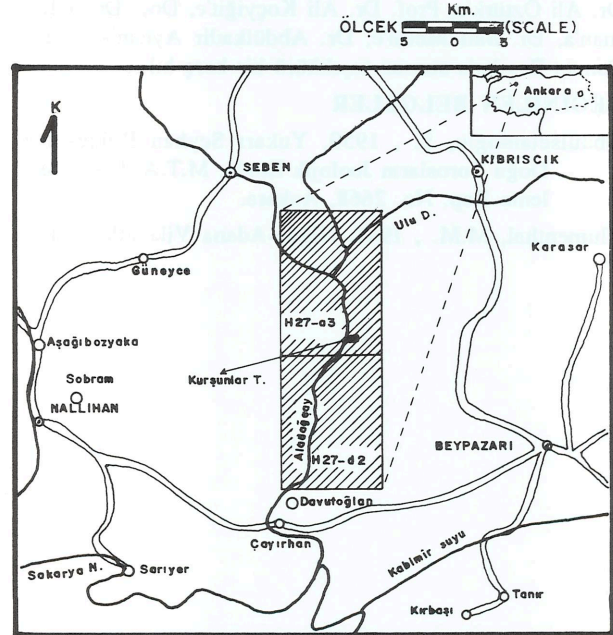 Km.
ÖLÇEK (SCALE)
5 0 5
K
Ankara
SEBEN
KIBRISCIK
Ulu D.
Karaşar
Güneyce
H27-a3
Aşağıbozyaka
Kurşunlar T.
Sobram
NALLIHAN
Aladağçay
BEYPAZARI
H27-d2
Davutoğlan
Çayırhan
Kabimir suyu
Sakarya N.
Sarıyer
Tanır
Kırbaşı